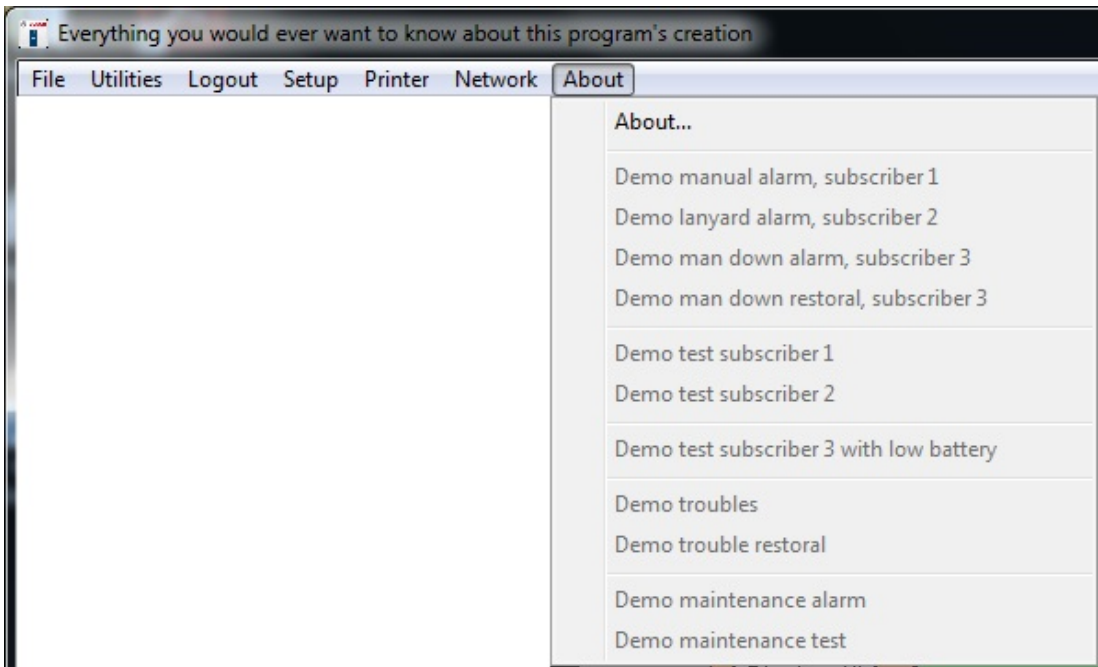 Everything you would ever want to know about this program's creation
File Utilities Logout Setup Printer Network About
About...
Demo manual alarm, subscriber 1
Demo lanyard alarm, subscriber 2
Demo man down alarm, subscriber 3
Demo man down restoral, subscriber 3
Demo test subscriber 1
Demo test subscriber 2
Demo test subscriber 3 with low battery
Demo troubles
Demo trouble restoral
Demo maintenance alarm
Demo maintenance test